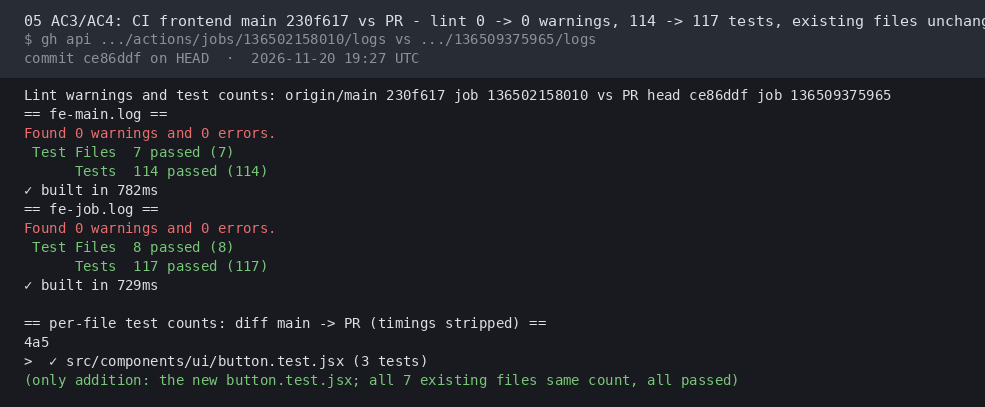 05 AC3/AC4: CI frontend main 230f617 vs PR - lint 0 -> 0 warnings, 114 -> 117 tests, existing files
$ gh api .../actions/jobs/136502158010/logs vs .../136509375965/logs
commit ce86ddf on HEAD · 2026-11-20 19:27 UTC
Lint warnings and test counts: origin/main 230f617 job 136502158010 vs PR head ce86ddf job 136509375965
== fe-main.log ==
Found 0 warnings and 0 errors.
Test Files 7 passed (7)
Tests 114 passed (114)
✓ built in 782ms
== fe-job.log ==
Found 0 warnings and 0 errors.
Test Files 8 passed (8)
Tests 117 passed (117)
✓ built in 729ms
== per-file test counts: diff main -> PR (timings stripped) ==
4a5
> ✓ src/components/ui/button.test.jsx (3 tests)
(only addition: the new button.test.jsx; all 7 existing files same count, all passed)